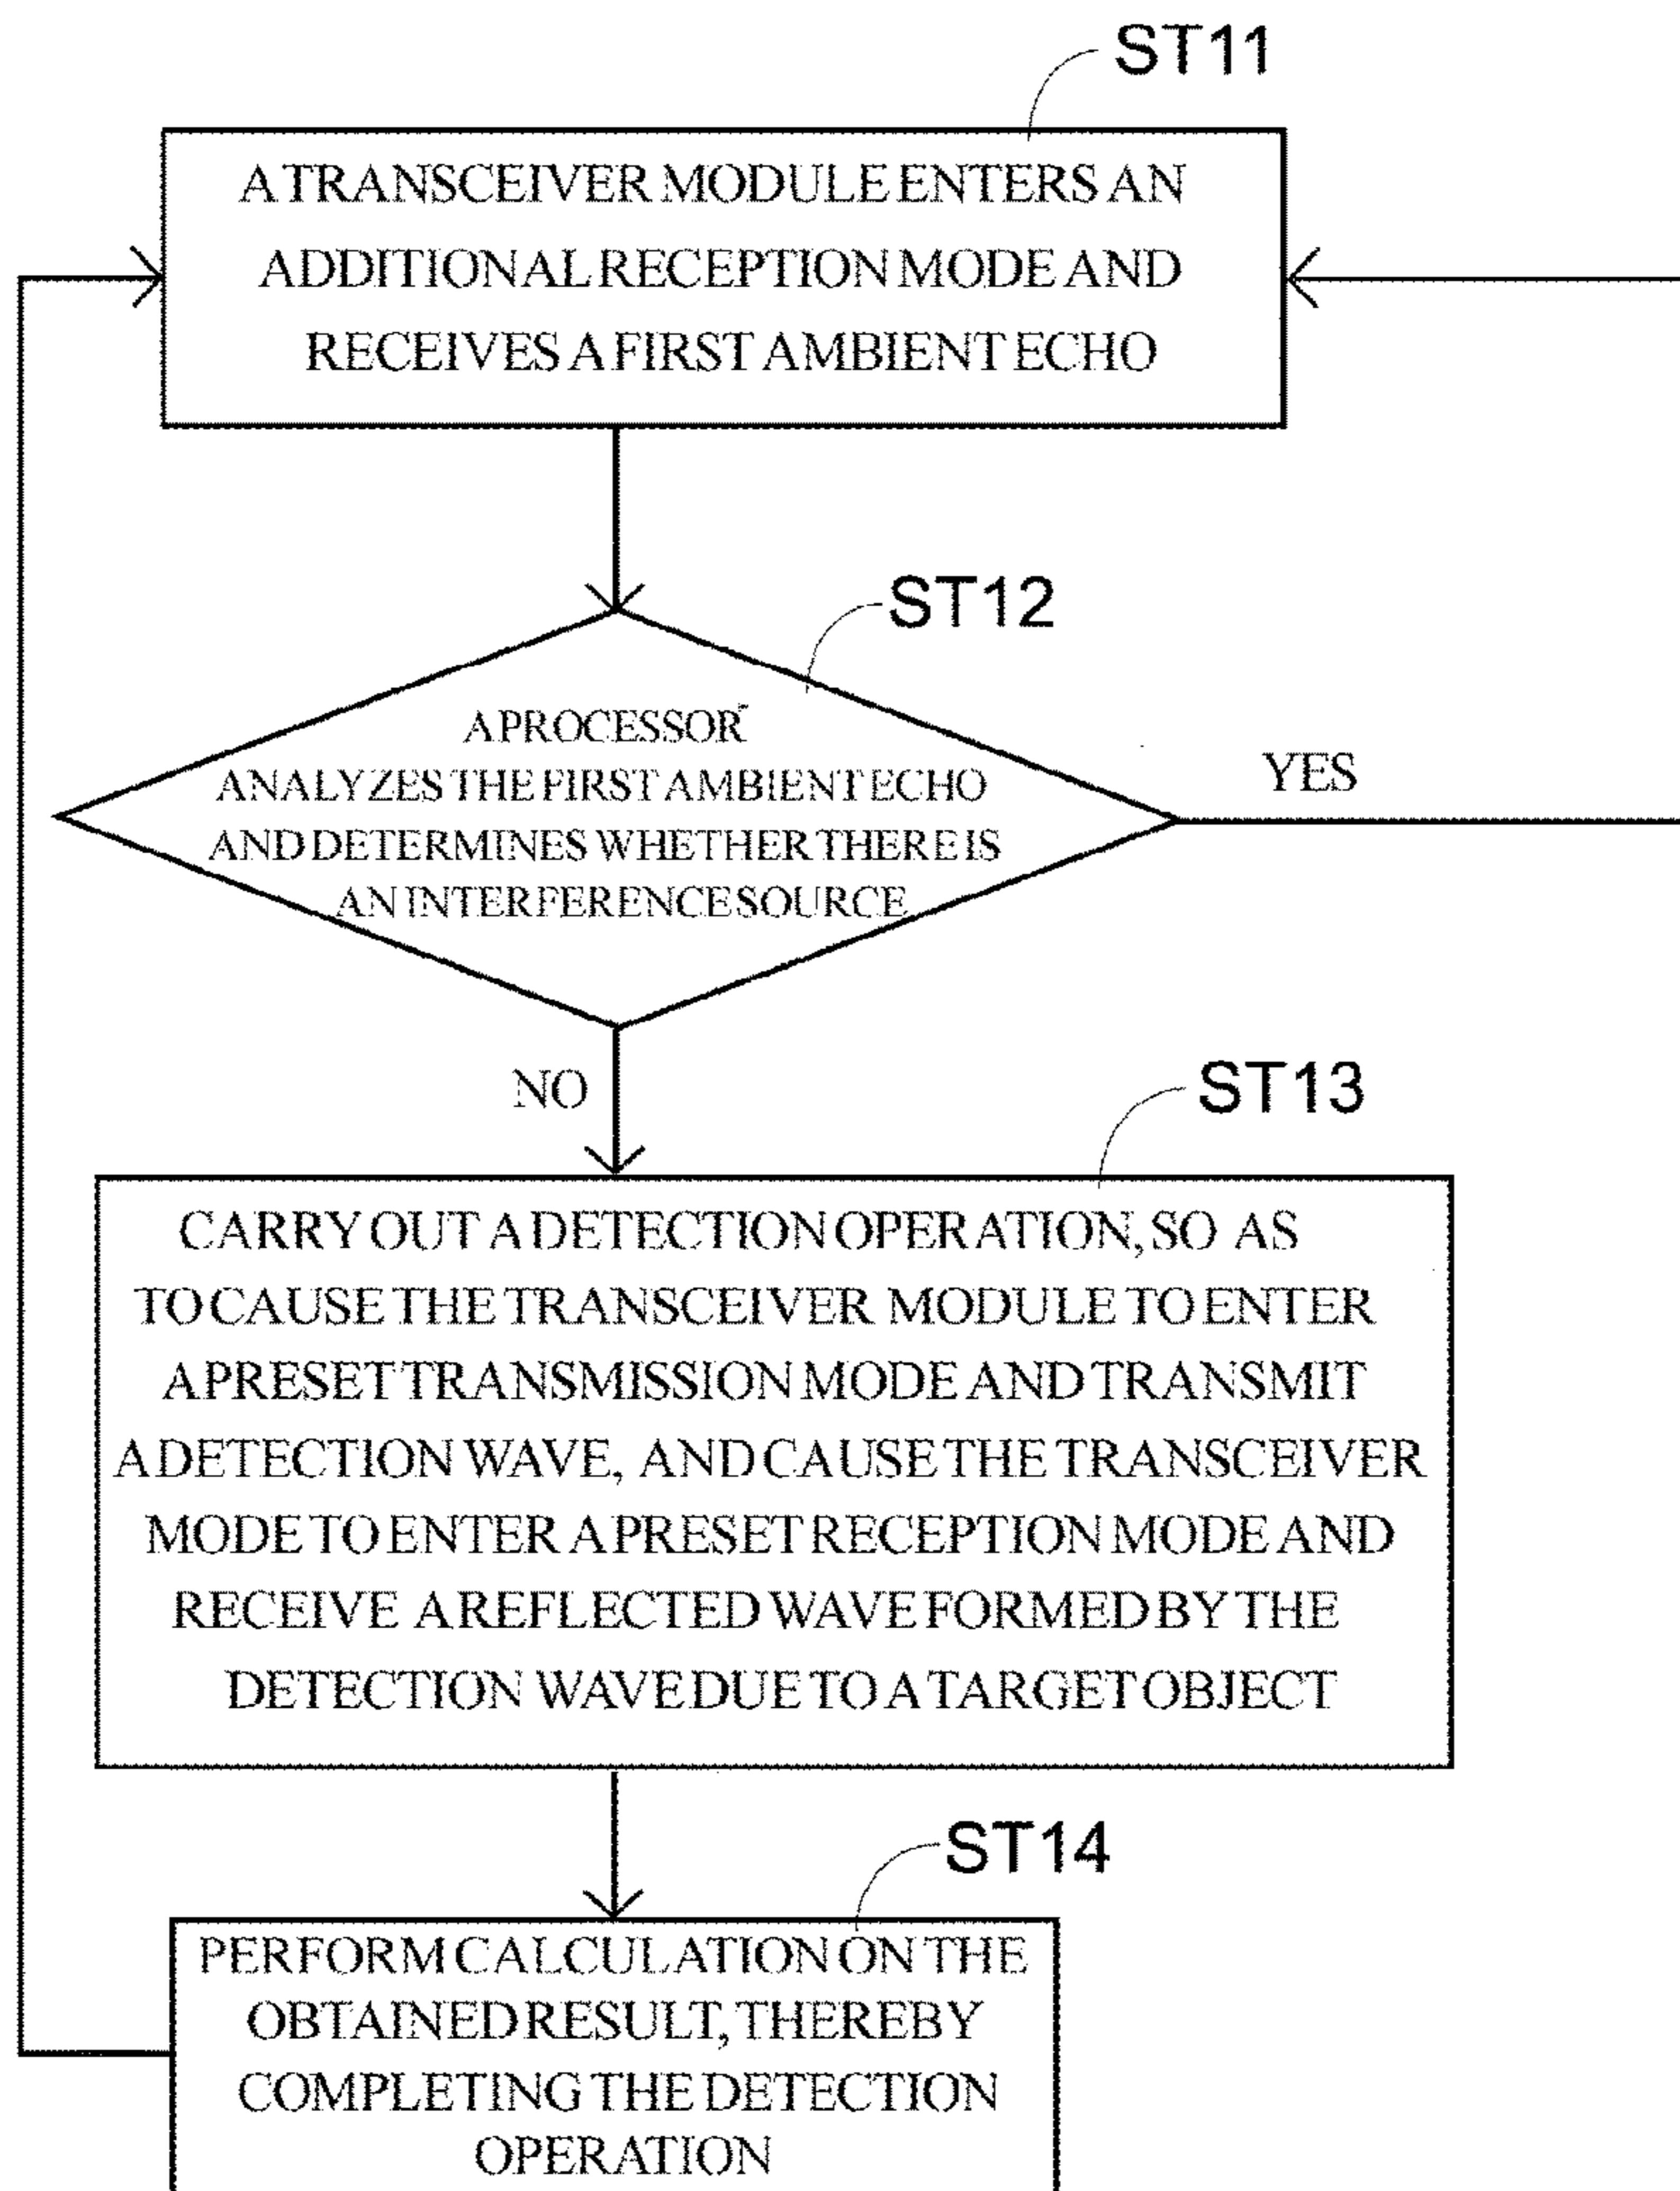 ST11
A TRANSCEIVER MODULE ENTERS AN
ADDITIONAL RECEPTION MODE AND
RECEIVES A FIRST AMBIENT ECHO
ST12
A PROCESSOR
ANALYZES THE FIRST AMBIENT ECHO
AND DETERMINES WHETHER THERE IS
AN INTERFERENCE SOURCE
YES
NO
ST13
CARRY OUT A DETECTION OPERATION, SO AS
TO CAUSE THE TRANSCEIVER MODULE TO ENTER
A PRESET TRANSMISSION MODE AND TRANSMIT
A DETECTION WAVE, AND CAUSE THE TRANSCEIVER
MODE TO ENTER A PRESET RECEPTION MODE AND
RECEIVE A REFLECTED WAVE FORMED BY THE
DETECTION WAVE DUE TO A TARGET OBJECT
ST14
PERFORM CALCULATION ON THE
OBTAINED RESULT, THEREBY
COMPLETING THE DETECTION
OPERATION